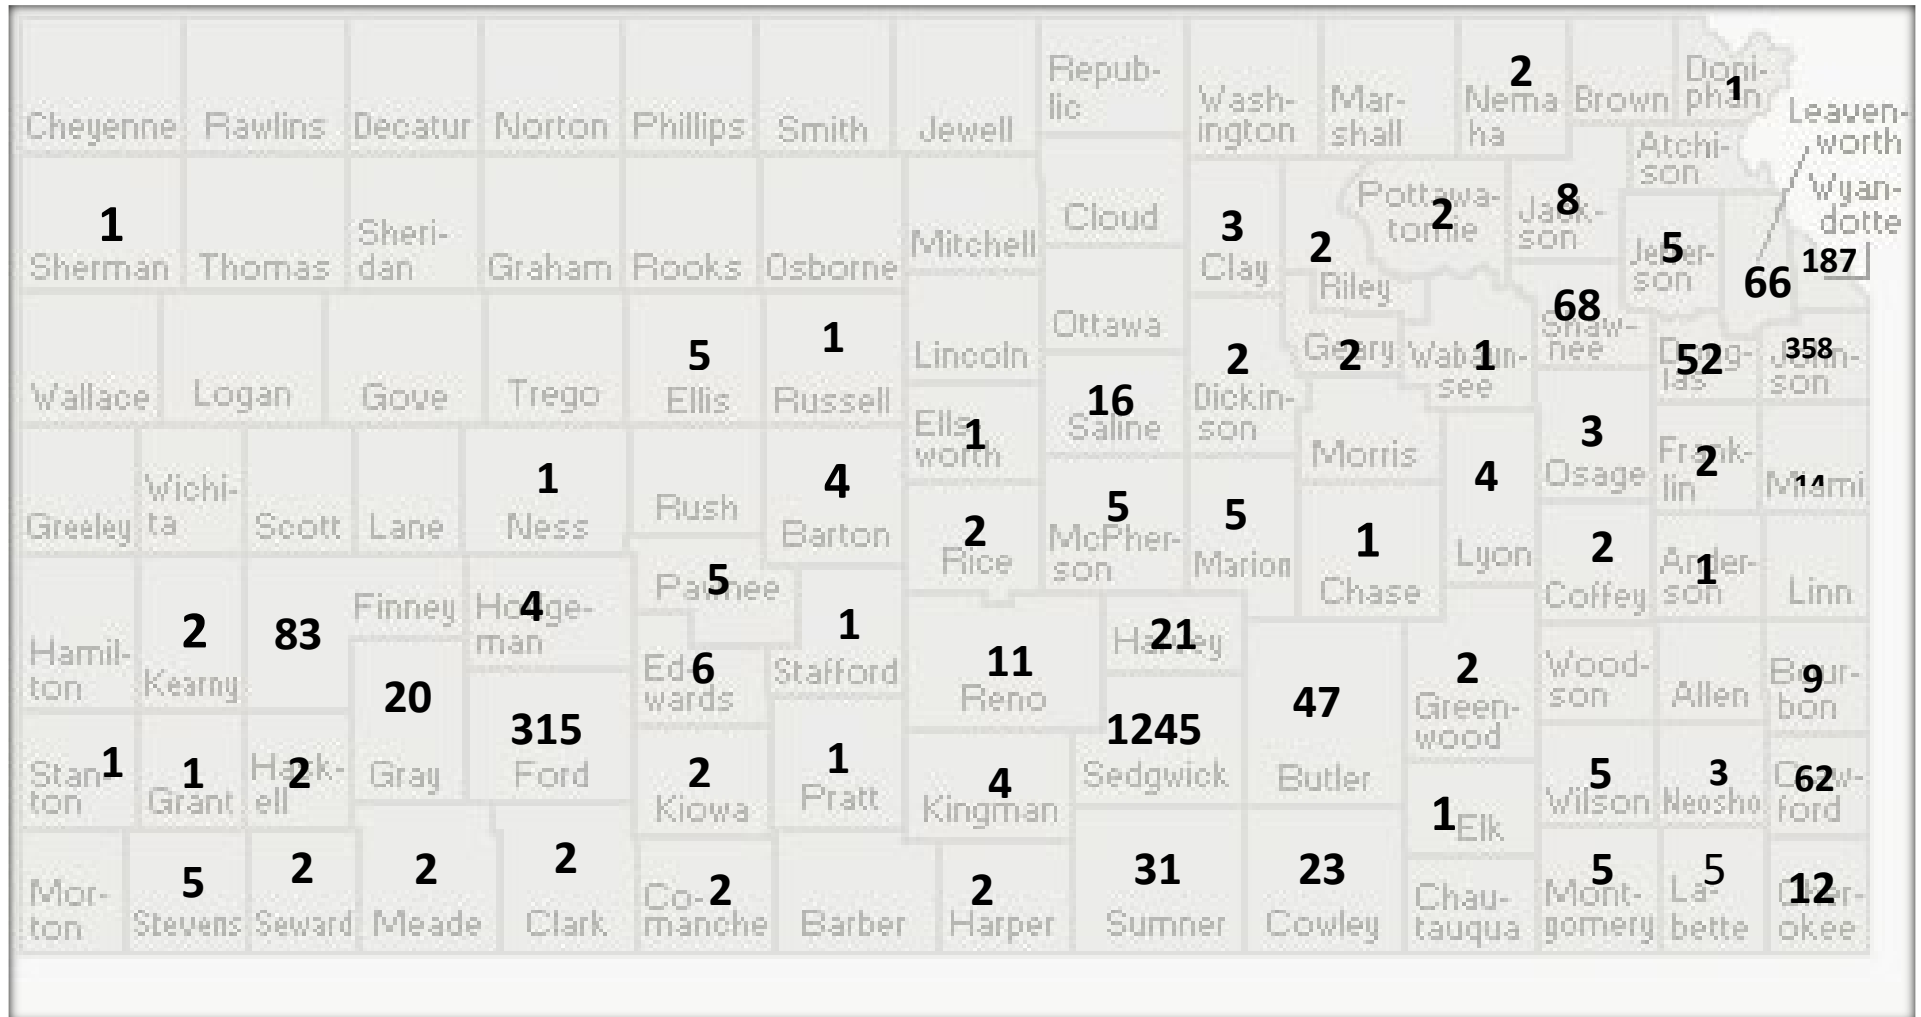 Cheyenne Rawlins Decatur Norton Phillips Smith Jewell
Repub-
lic
Wash-
ington
Mar-
shall
2
Nema
ha
Brown
Doni-
phan
1
Leaven-
worth
Atchi-
son
Wyan-
dotte
187
1
Sherman
Thomas
Sheri-
dan
Graham
Rooks
Osborne
Mitchell
Cloud
3
Clay
2
Riley
Pottawa-
tomie
2
8
Jack-
son
5
Jeffer-
son
66
Wallace
Logan
Gove
Trego
5
Ellis
1
Russell
Lincoln
Ottawa
2
Dickin-
son
Geary
2
Wabaun-
see
1
68
Shaw-
nee
52
Doug-
las
358
John-
son
Ells-
worth
1
16
Saline
Morris
4
Lyon
3
Osage
Frank-
lin
2
Miami
14
Greeley
Wichi-
ta
Scott
Lane
1
Ness
Rush
4
Barton
2
Rice
5
McPher-
son
5
Marion
1
Chase
2
Coffey
Ander-
son
1
Linn
Hamil-
ton
2
Kearny
83
Finney
Hodge-
man
4
Pawnee
5
Ed-
wards
6
1
Stafford
11
Reno
Harvey
21
47
Butler
2
Green-
wood
Wood-
son
Allen
Bour-
bon
9
Stan-
ton
1
1
Grant
Hask-
ell
2
20
Gray
315
Ford
2
Kiowa
1
Pratt
4
Kingman
1245
Sedgwick
1
Elk
5
Wilson
3
Neosho
Craw-
ford
62
Mor-
ton
5
Stevens
2
Seward
2
Meade
2
Clark
Co-
manche
2
Barber
2
Harper
31
Sumner
23
Cowley
Chau-
tauqua
5
Mont-
gomery
5
La-
bette
12
Cher-
okee